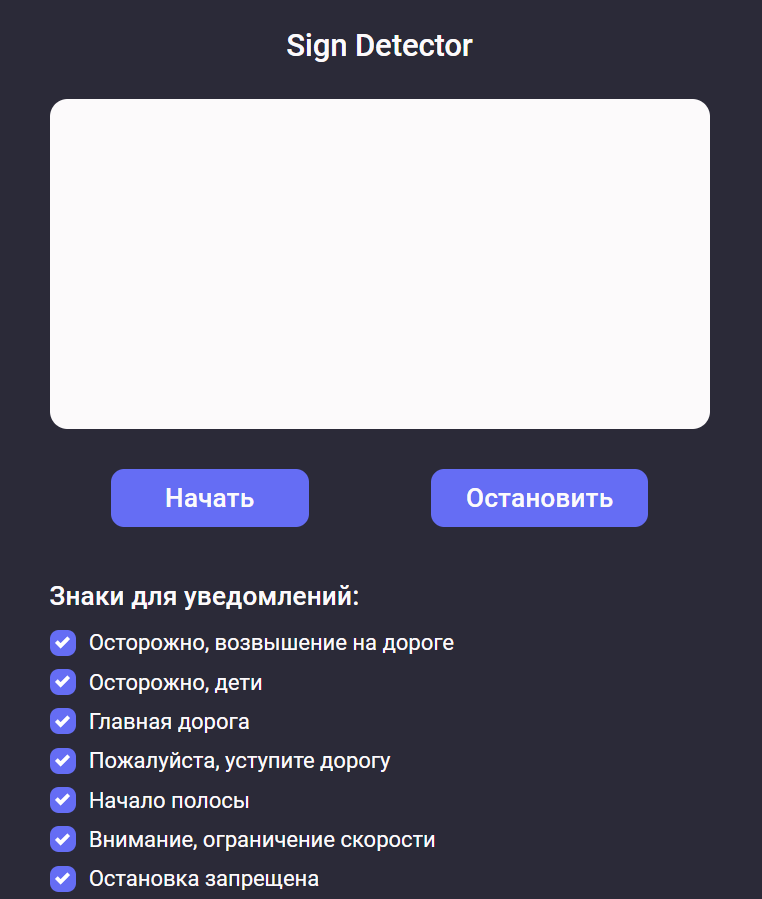 Sign Detector
Начать
Остановить
Знаки для уведомлений:
Осторожно, возвышение на дороге
Осторожно, дети
Главная дорога
Пожалуйста, уступите дорогу
Начало полосы
Внимание, ограничение скорости
Остановка запрещена